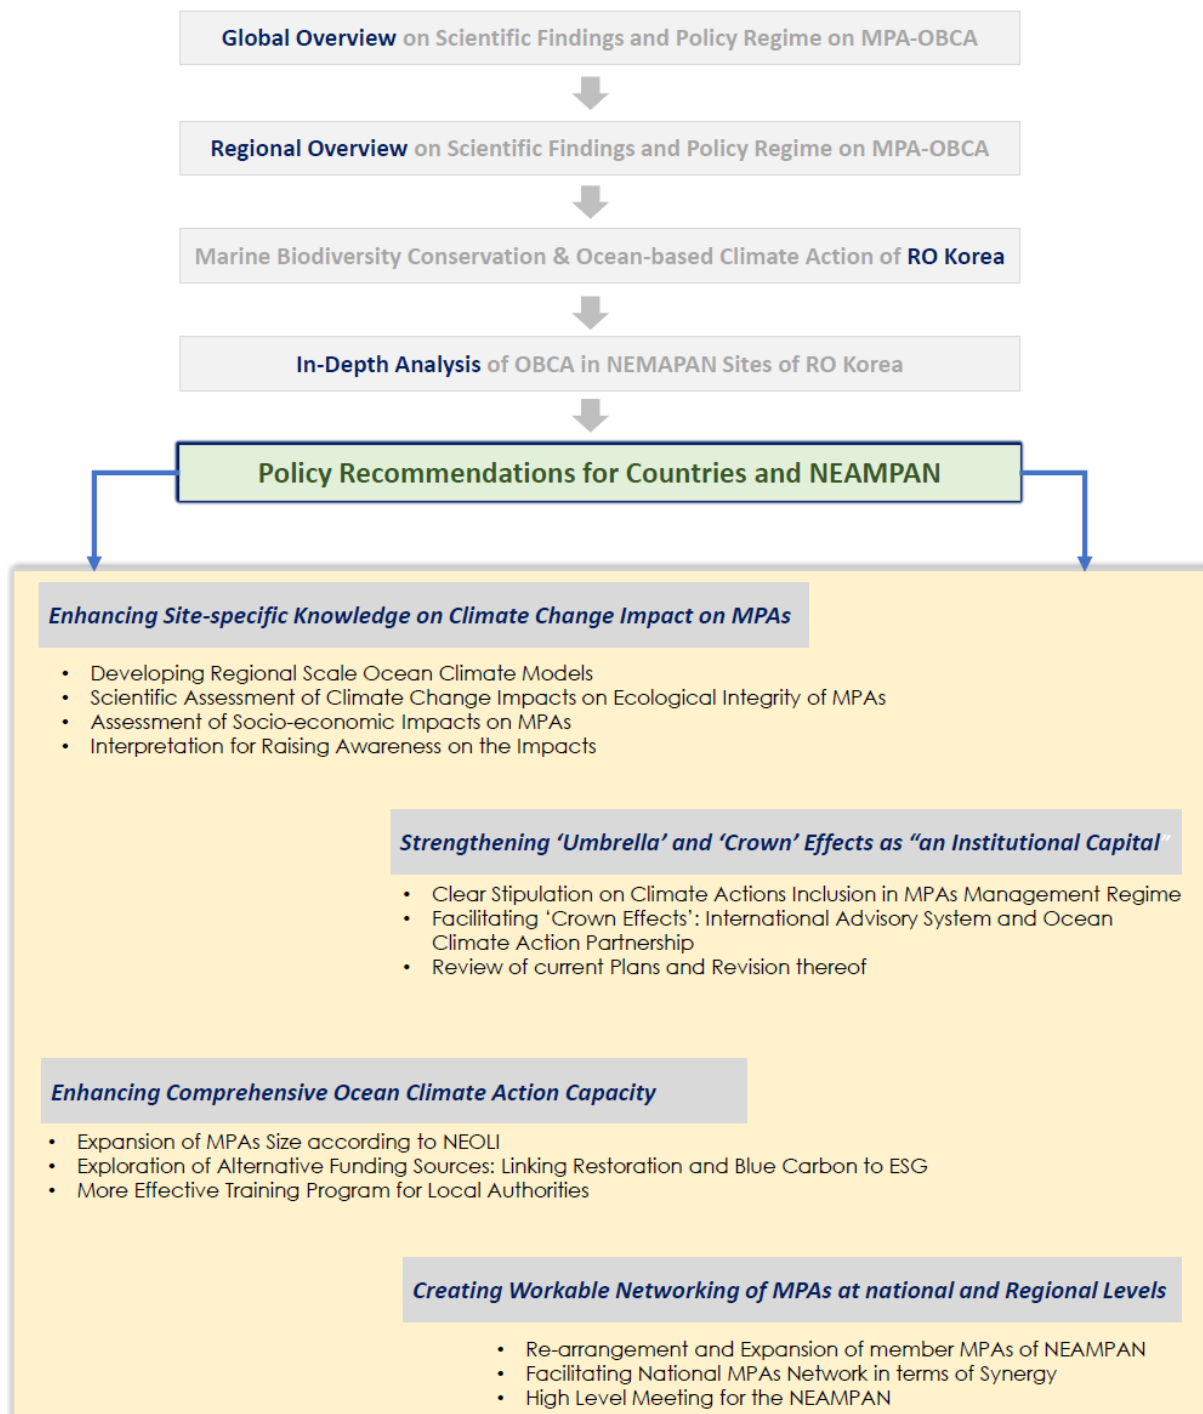 Global Overview on Scientific Findings and Policy Regime on MPA-OBCA
Regional Overview on Scientific Findings and Policy Regime on MPA-OBCA
Marine Biodiversity Conservation & Ocean-based Climate Action of RO Korea
In-Depth Analysis of OBCA in NEMAPAN Sites of RO Korea
Policy Recommendations for Countries and NEAMPAN
Enhancing Site-specific Knowledge on Climate Change Impact on MPAs
• Developing Regional Scale Ocean Climate Models
• Scientific Assessment of Climate Change Impacts on Ecological Integrity of MPAs
• Assessment of Socio-economic Impacts on MPAs
• Interpretation for Raising Awareness on the Impacts
Strengthening ‘Umbrella’ and ‘Crown’ Effects as “an Institutional Capital”
• Clear Stipulation on Climate Actions Inclusion in MPAs Management Regime
• Facilitating ‘Crown Effects’: International Advisory System and Ocean
Climate Action Partnership
• Review of current Plans and Revision thereof
Enhancing Comprehensive Ocean Climate Action Capacity
• Expansion of MPAs Size according to NEOLI
• Exploration of Alternative Funding Sources: Linking Restoration and Blue Carbon to ESG
• More Effective Training Program for Local Authorities
Creating Workable Networking of MPAs at national and Regional Levels
• Re-arrangement and Expansion of member MPAs of NEAMPAN
• Facilitating National MPAs Network in terms of Synergy
• High Level Meeting for the NEAMPAN